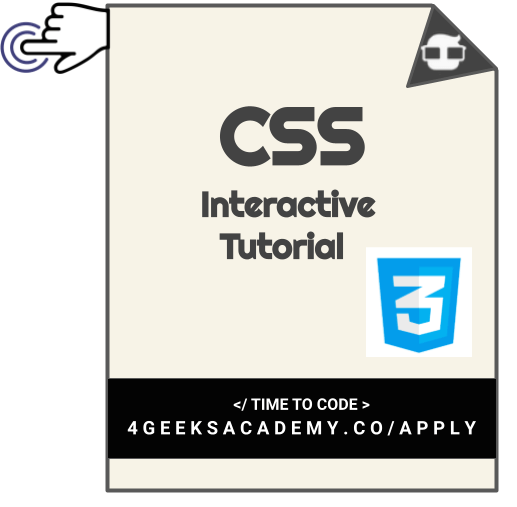 CSS
Interactive
Tutorial
3
</ TIME TO CODE >
4GEEKSACADEMY.CO/APPLY